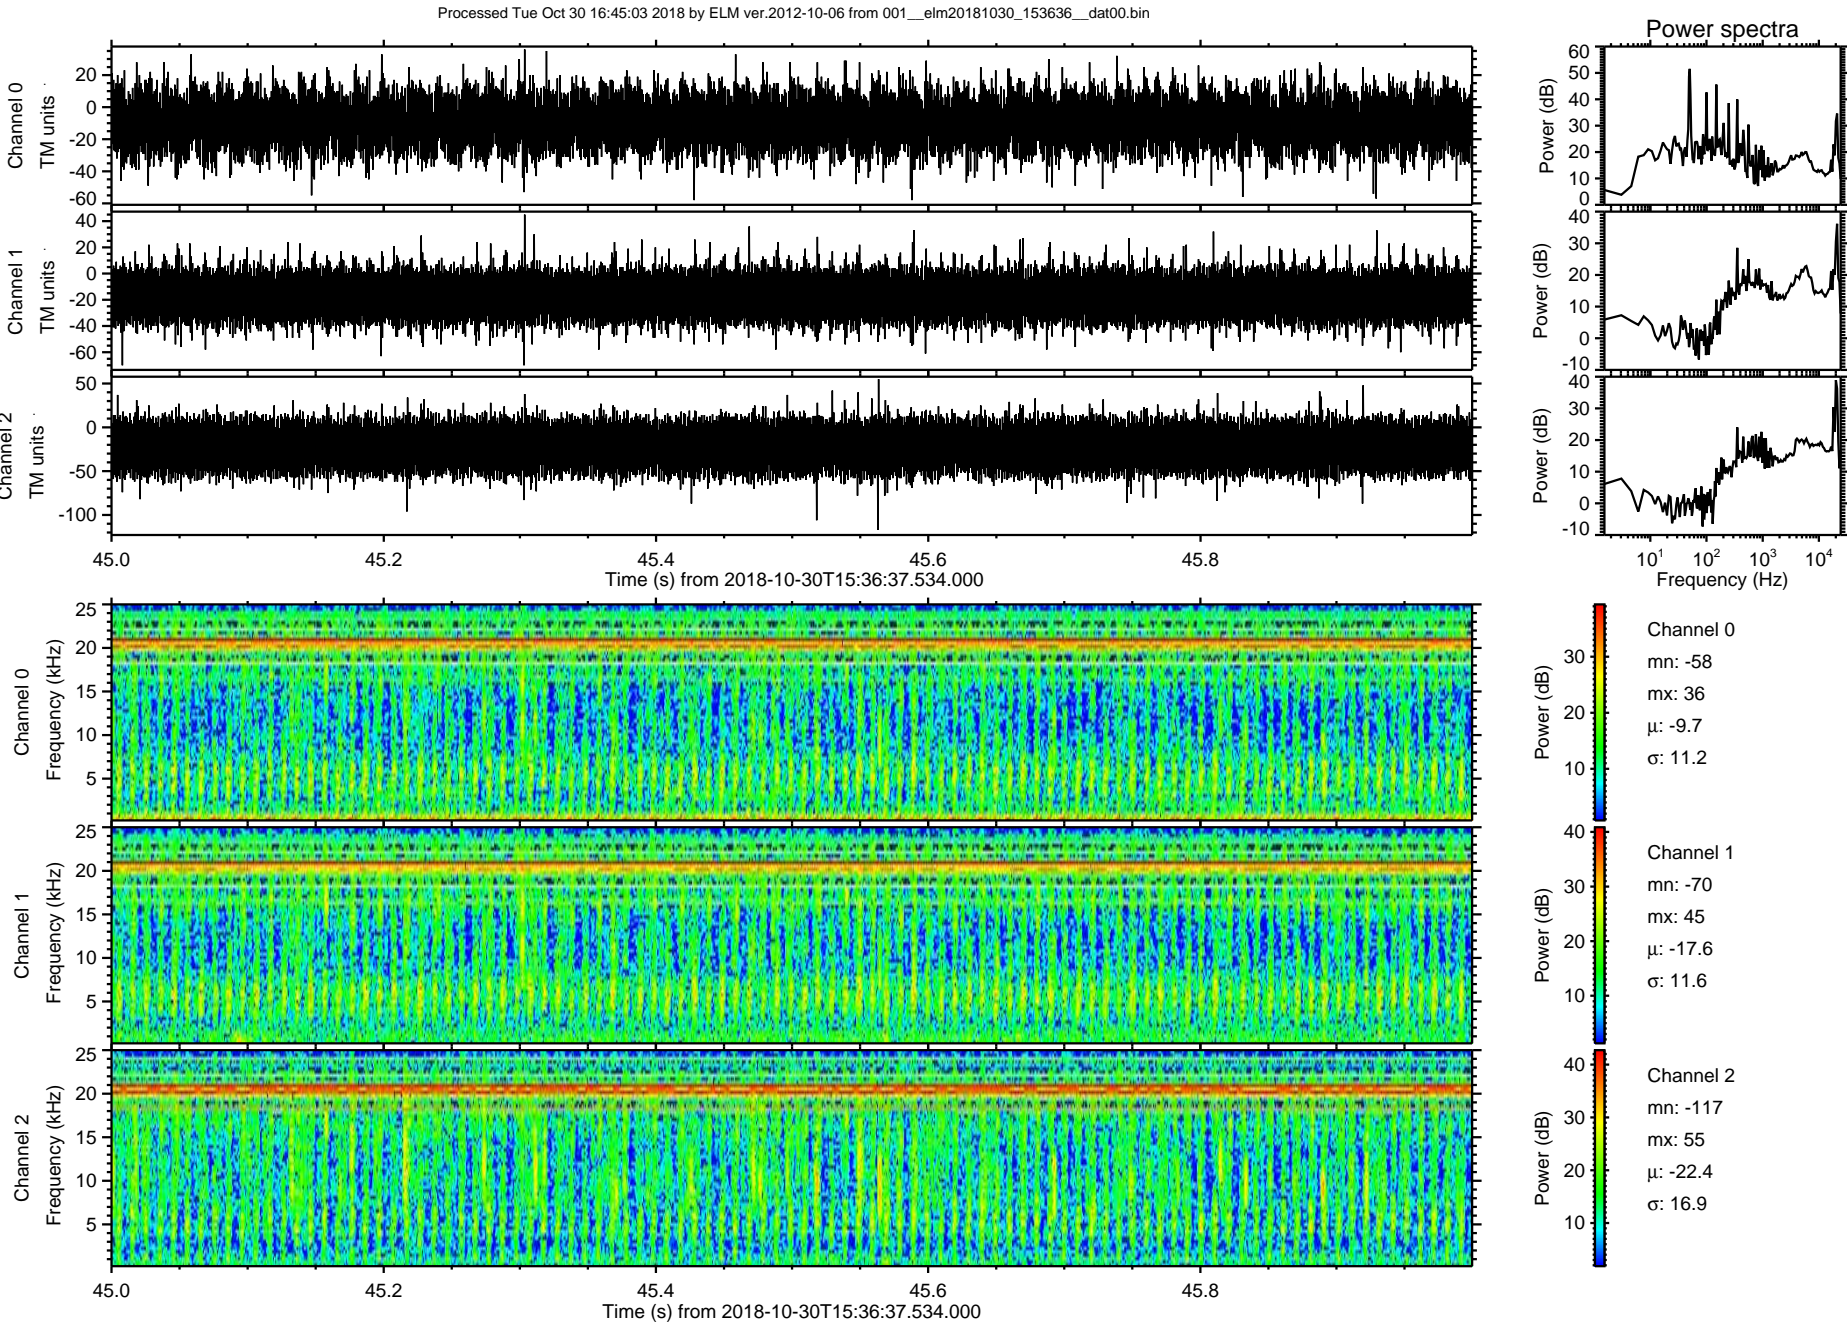 Processed Tue Oct 30 16:45:03 2018 by ELM ver.2012-10-06 from 001__elm20181030_153636__dat00.bin
Power spectra
Channel 0
TM units
20
0
-20
-40
-60
Power (dB)
60
50
40
30
20
10
0
Channel 1
TM units
40
20
0
-20
-40
-60
Power (dB)
40
30
20
10
0
-10
Channel 2
TM units
50
0
-50
-100
Power (dB)
40
30
20
10
0
-10
45.0 45.2 45.4 45.6 45.8
Time (s) from 2018-10-30T15:36:37.534.000
10^1 10^2 10^3 10^4
Frequency (Hz)
Channel 0
Frequency (kHz)
25
20
15
10
5
Power (dB)
30
20
10
Channel 0
mn: -58
mx: 36
μ: -9.7
σ: 11.2
Channel 1
Frequency (kHz)
25
20
15
10
5
Power (dB)
40
30
20
10
Channel 1
mn: -70
mx: 45
μ: -17.6
σ: 11.6
Channel 2
Frequency (kHz)
25
20
15
10
5
Power (dB)
40
30
20
10
Channel 2
mn: -117
mx: 55
μ: -22.4
σ: 16.9
45.0 45.2 45.4 45.6 45.8
Time (s) from 2018-10-30T15:36:37.534.000